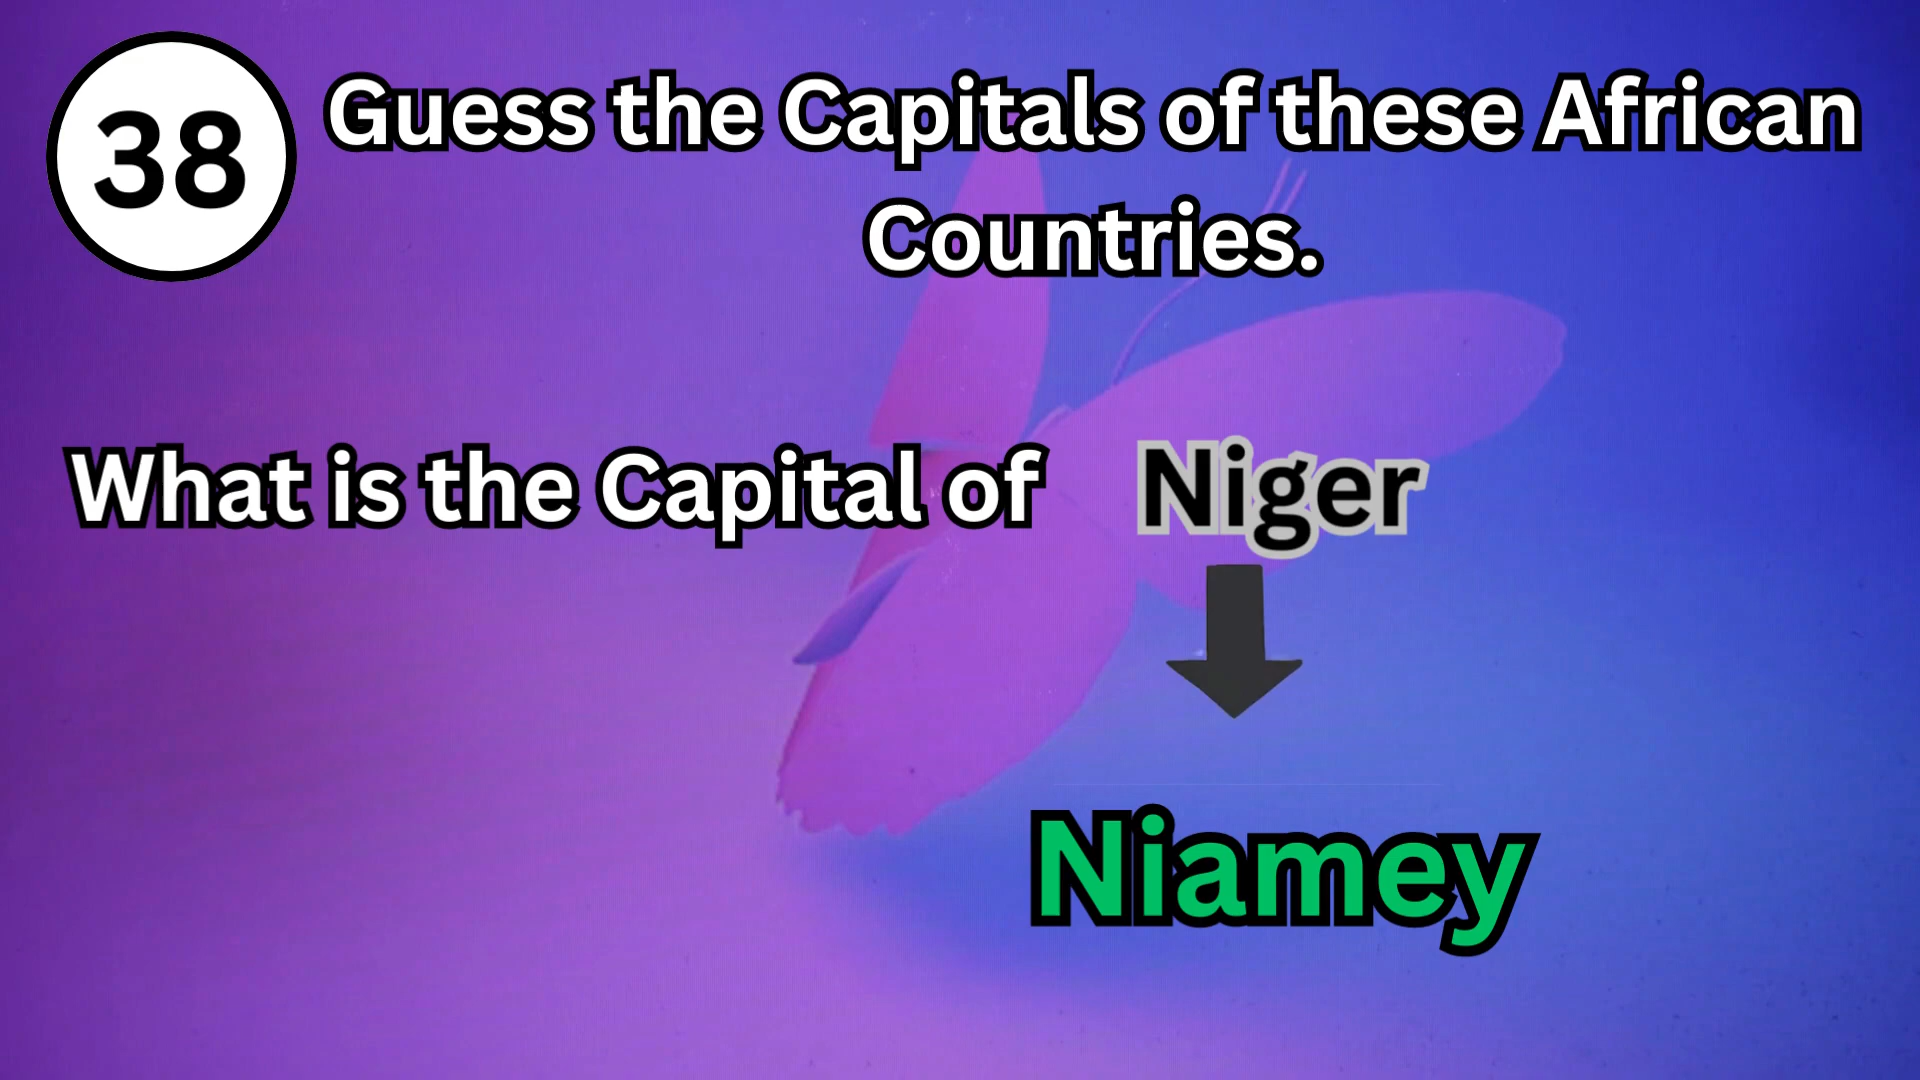 38
Guess the Capitals of these African
Countries.
What is the Capital of Niger
Niamey